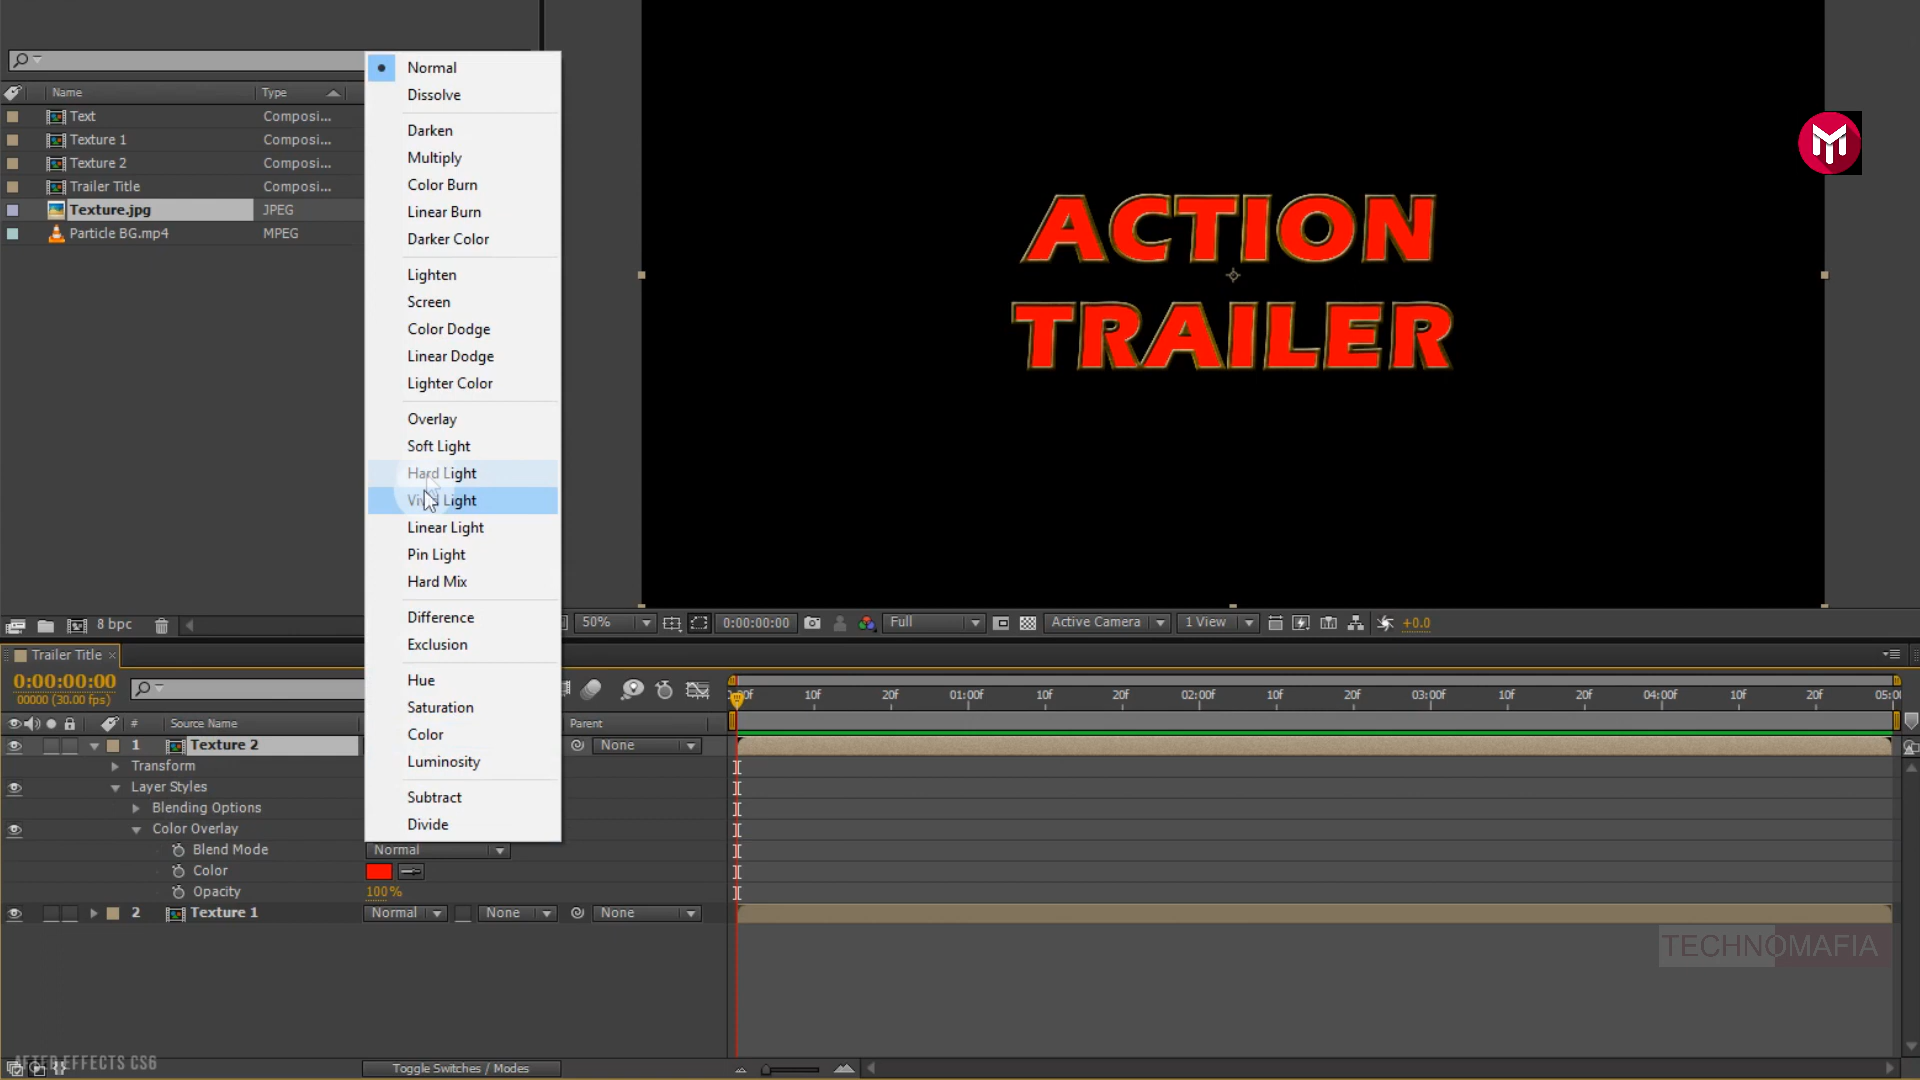 Name Type
Text Composi...
Texture 1 Composi...
Texture 2 Composi...
Trailer Title Composi...
Texture.jpg JPEG
Particle BG.mp4 MPEG
8 bpc
Normal
Dissolve
Darken
Multiply
Color Burn
Linear Burn
Darker Color
Lighten
Screen
Color Dodge
Linear Dodge
Lighter Color
Overlay
Soft Light
Hard Light
Vivid Light
Linear Light
Pin Light
Hard Mix
Difference
Exclusion
Hue
Saturation
Color
Luminosity
Subtract
Divide
ACTION
TRAILER
50% 0:00:00:00 Full Active Camera 1 View +0.0
Trailer Title
0:00:00:00
00000 (30.00 fps)
10f 20f 01:00f 10f 20f 02:00f 10f 20f 03:00f 10f 20f 04:00f 10f 20f
# Source Name Parent
1 Texture 2 None
Transform
Layer Styles
Blending Options
Color Overlay
Blend Mode Normal
Color
Opacity 100%
2 Texture 1 Normal None None
TECHNOMAFIA
AFTER EFFECTS CS6
Toggle Switches / Modes